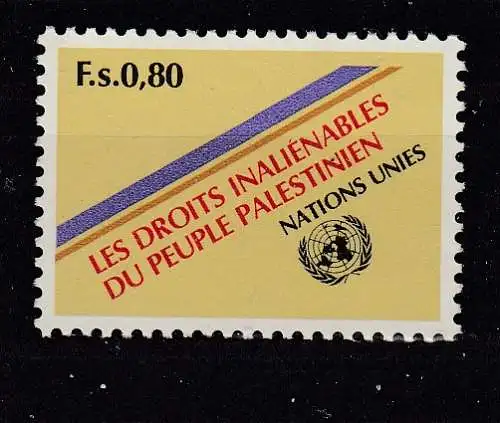 F.s.0,80
LES DROITS INALIÉNABLES
DU PEUPLE PALESTINIEN
NATIONS UNIES